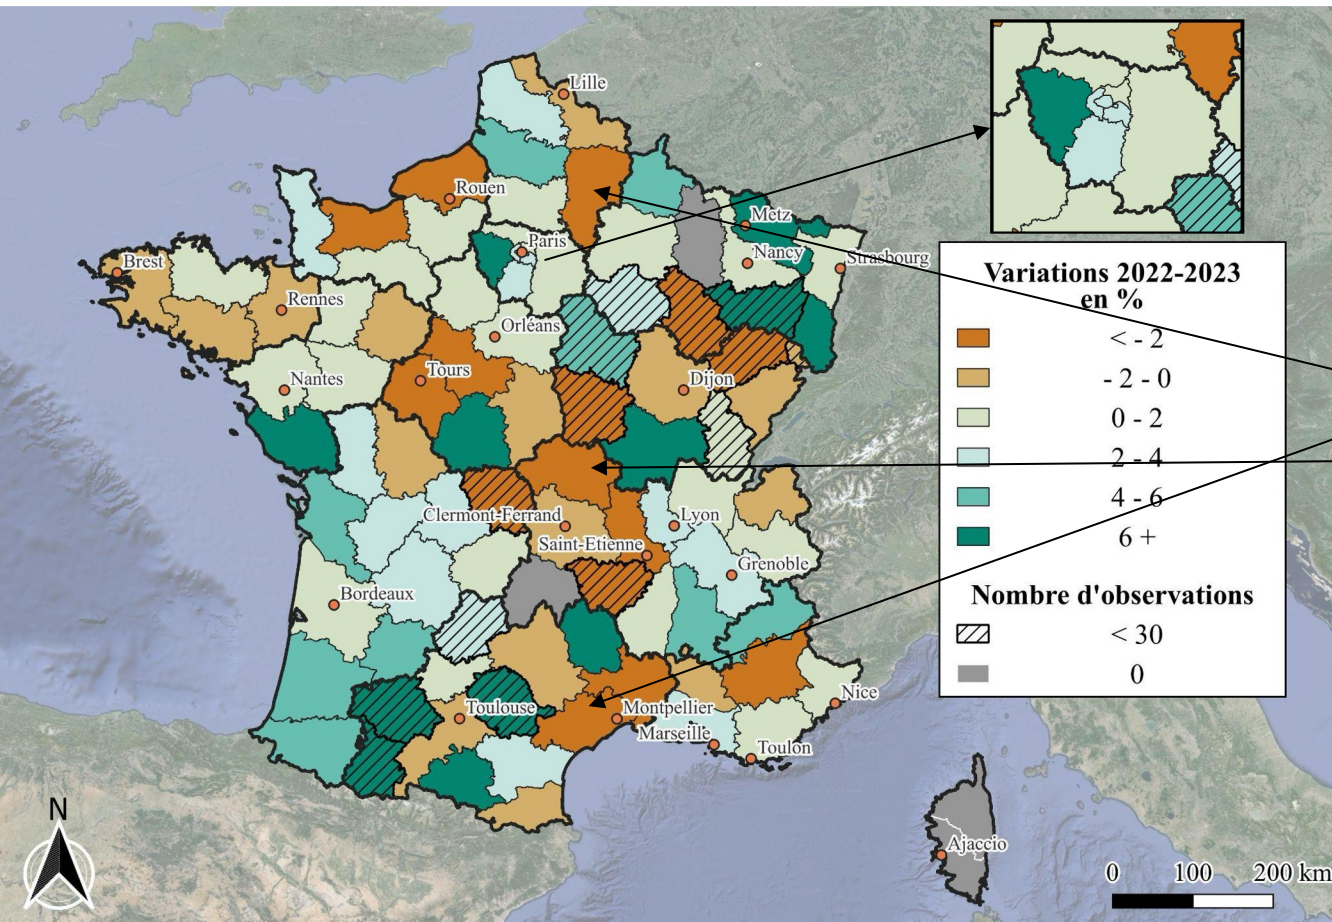 Lille
Rouen
Metz
Paris
Nancy
Strasbourg
Brest
Rennes
Orléans
Tours
Nantes
Dijon
Clermont-Ferrand
Lyon
Saint-Etienne
Grenoble
Bordeaux
Nice
Toulouse
Montpellier
Marseille
Toulon
Ajaccio
N
Variations 2022-2023
en %
< - 2
- 2 - 0
0 - 2
2 - 4
4 - 6
6 +
Nombre d'observations
< 30
0
0 100 200 km